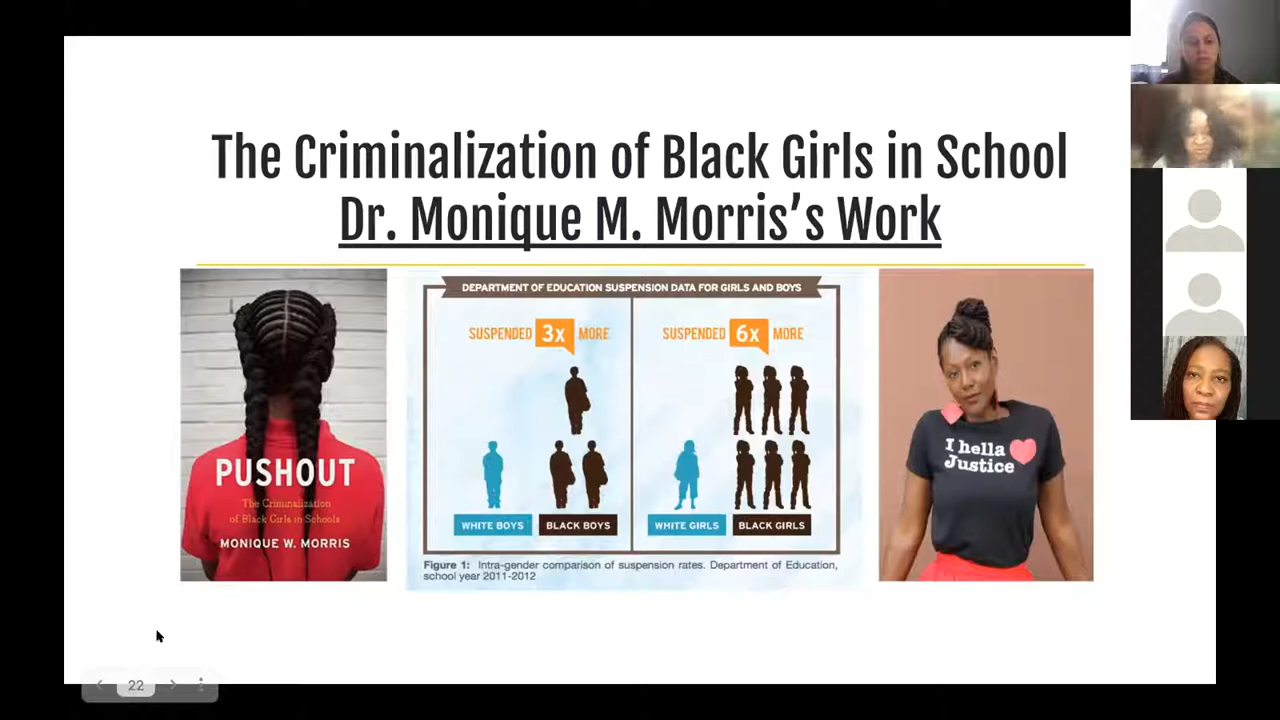 The Criminalization of Black Girls in School
Dr. Monique M. Morris's Work
PUSHOUT
The Criminalization
of Black Girls in Schools
MONIQUE W. MORRIS
DEPARTMENT OF EDUCATION SUSPENSION DATA FOR GIRLS AND BOYS
SUSPENDED 3x MORE
SUSPENDED 6x MORE
WHITE BOYS
BLACK BOYS
WHITE GIRLS
BLACK GIRLS
Figure 1: Intra-gender comparison of suspension rates. Department of Education,
school year 2011-2012
I hella
Justice
22